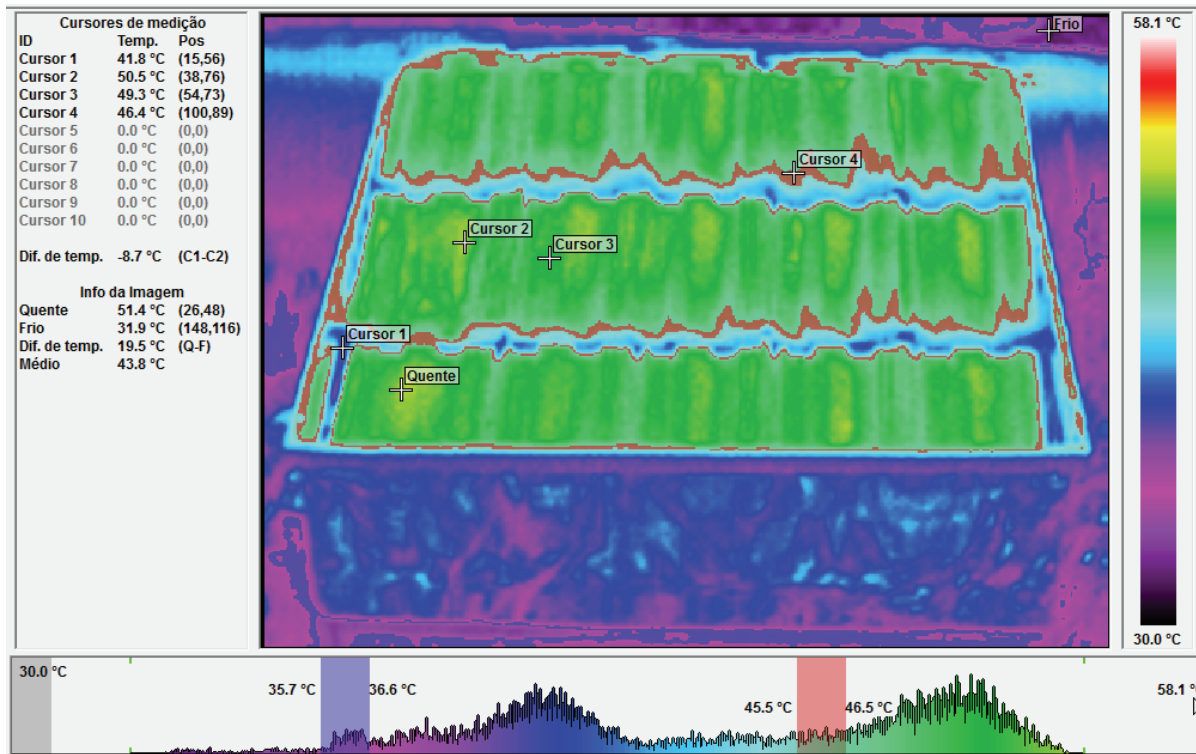 Cursores de medição
ID Temp. Pos
Cursor 1 41.8 °C (15,56)
Cursor 2 50.5 °C (38,76)
Cursor 3 49.3 °C (54,73)
Cursor 4 46.4 °C (100,89)
Cursor 5 0.0 °C (0,0)
Cursor 6 0.0 °C (0,0)
Cursor 7 0.0 °C (0,0)
Cursor 8 0.0 °C (0,0)
Cursor 9 0.0 °C (0,0)
Cursor 10 0.0 °C (0,0)
Dif. de temp. -8.7 °C (C1-C2)
Info da Imagem
Quente 51.4 °C (26,48)
Frio 31.9 °C (148,116)
Dif. de temp. 19.5 °C (Q-F)
Médio 43.8 °C
Frio
Cursor 4
Cursor 2
Cursor 3
Cursor 1
Quente
58.1 °C
30.0 °C
30.0 °C
35.7 °C 36.6 °C
45.5 °C 46.5 °C
58.1 °